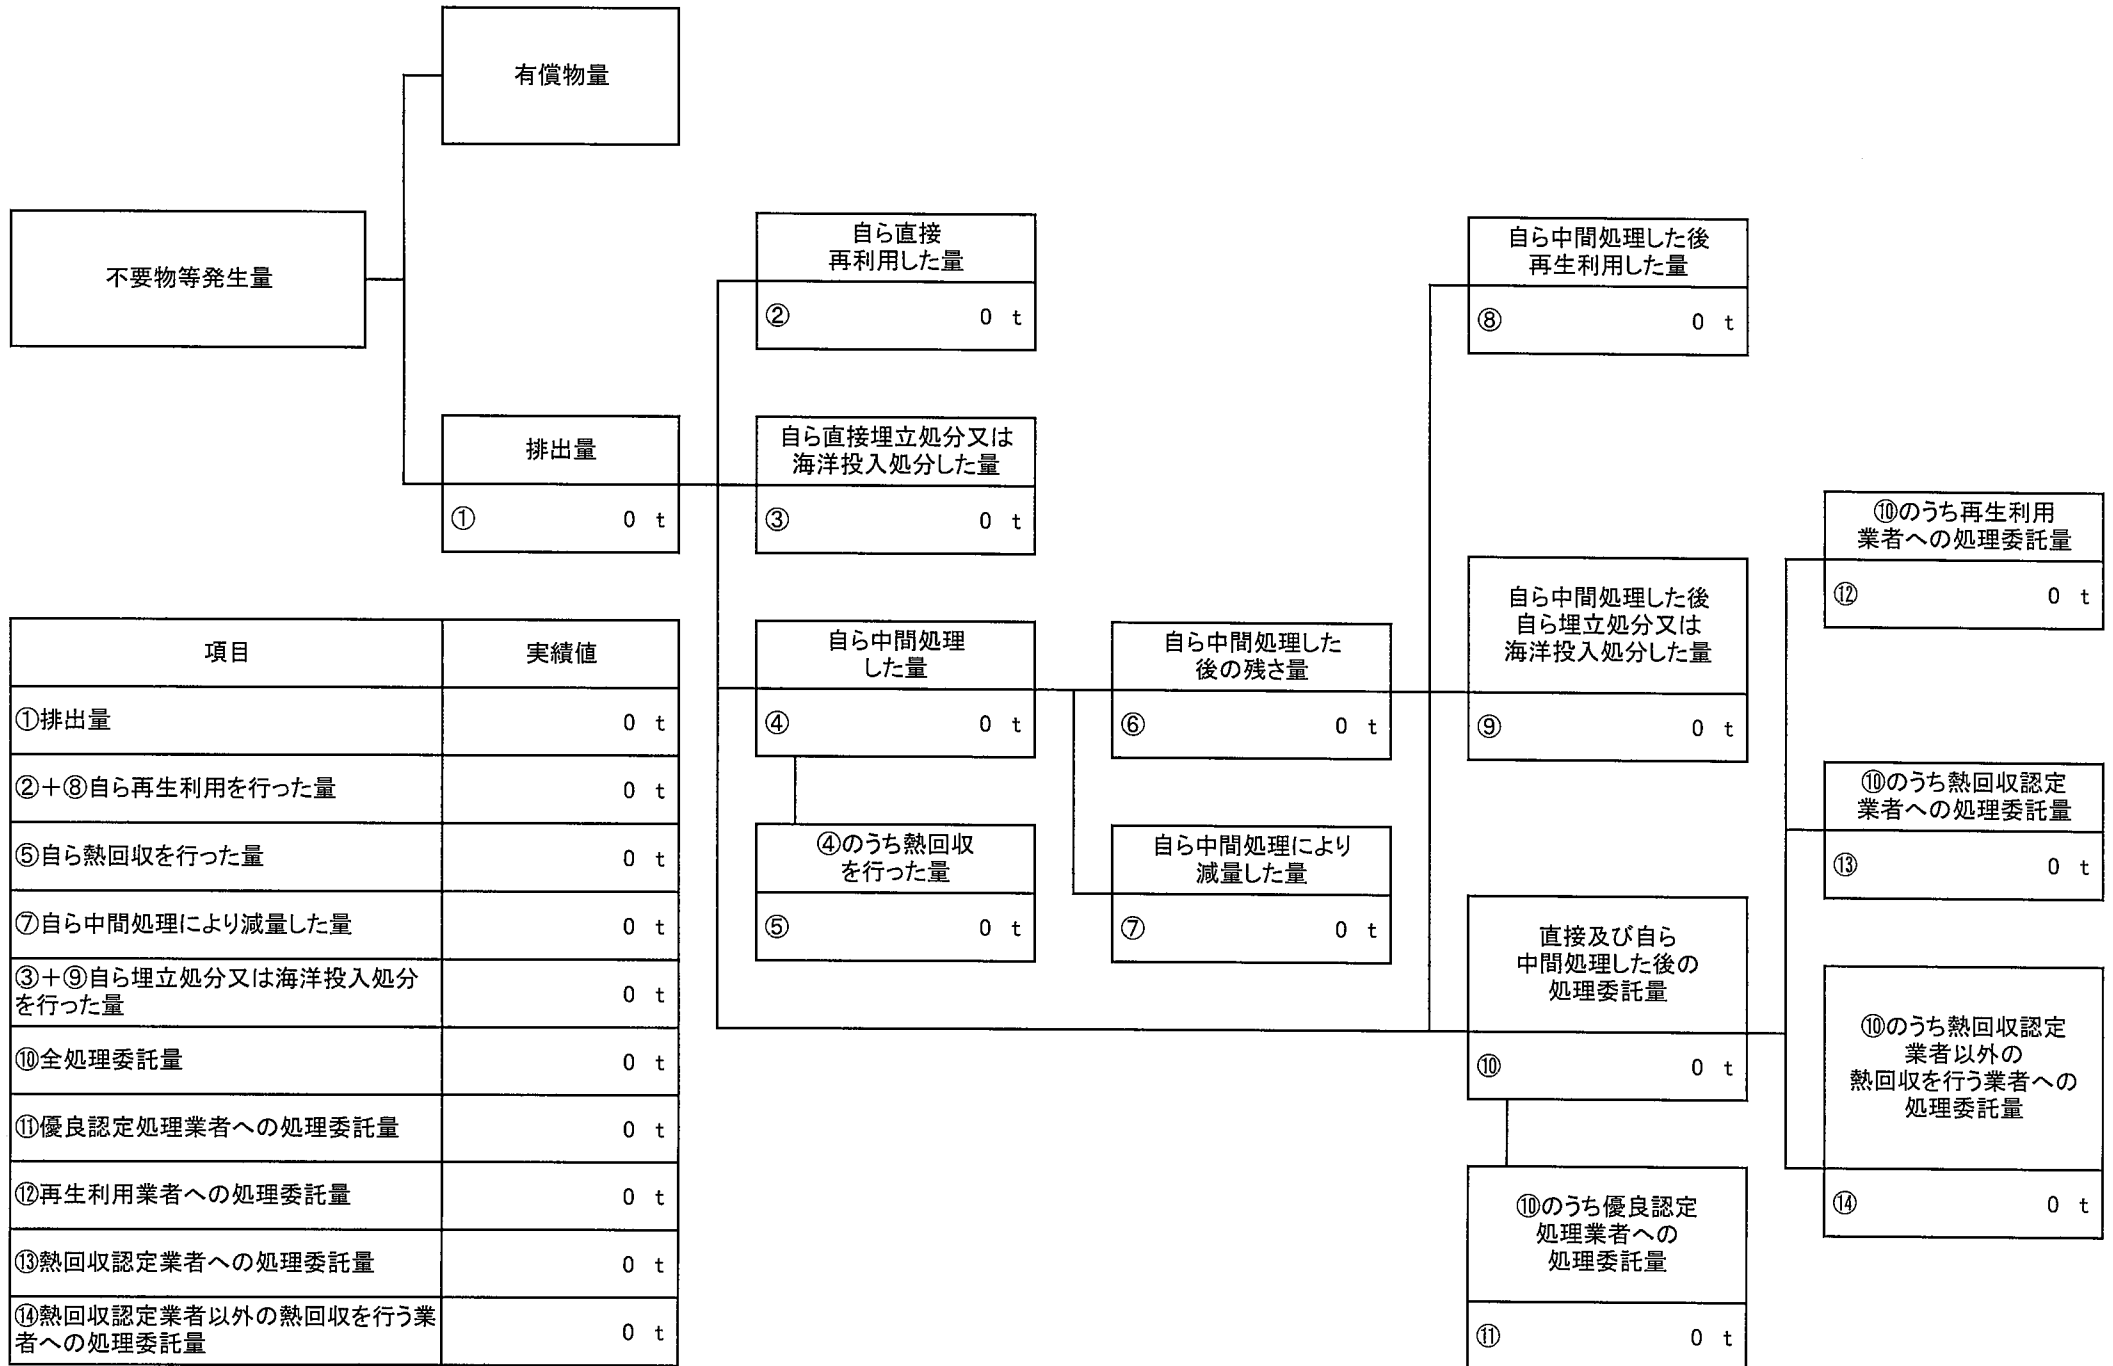 有償物量
不要物等発生量
排出量
① 0 t
自ら直接
再利用した量
② 0 t
自ら直接埋立処分又は
海洋投入処分した量
③ 0 t
自ら中間処理
した量
④ 0 t
④のうち熱回収
を行った量
⑤ 0 t
自ら中間処理した
後の残さ量
⑥ 0 t
自ら中間処理により
減量した量
⑦ 0 t
自ら中間処理した後
再生利用した量
⑧ 0 t
自ら中間処理した後
自ら埋立処分又は
海洋投入処分した量
⑨ 0 t
直接及び自ら
中間処理した後の
処理委託量
⑩ 0 t
⑩のうち優良認定
処理業者への
処理委託量
⑪ 0 t
⑩のうち再生利用
業者への処理委託量
⑫ 0 t
⑩のうち熱回収認定
業者への処理委託量
⑬ 0 t
⑩のうち熱回収認定
業者以外の
熱回収を行う業者への
処理委託量
⑭ 0 t
項目 実績値
①排出量 0 t
②+⑧自ら再生利用を行った量 0 t
⑤自ら熱回収を行った量 0 t
⑦自ら中間処理により減量した量 0 t
③+⑨自ら埋立処分又は海洋投入処分
を行った量 0 t
⑩全処理委託量 0 t
⑪優良認定処理業者への処理委託量 0 t
⑫再生利用業者への処理委託量 0 t
⑬熱回収認定業者への処理委託量 0 t
⑭熱回収認定業者以外の熱回収を行う業
者への処理委託量 0 t